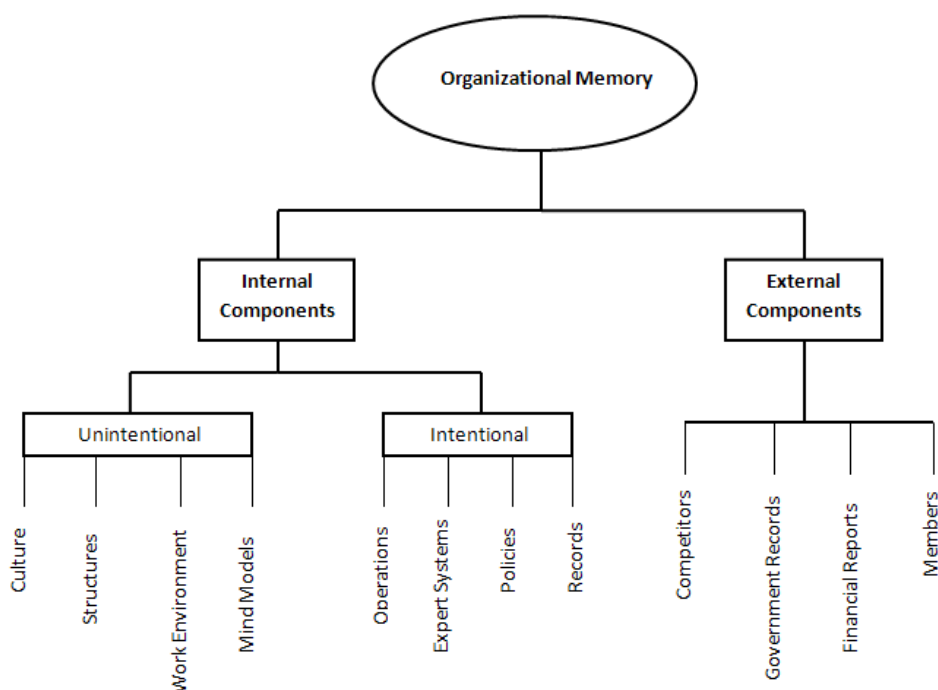 Organizational Memory
Internal
Components
External
Components
Unintentional
Intentional
Culture
Structures
Work Environment
Mind Models
Operations
Expert Systems
Policies
Records
Competitors
Government Records
Financial Reports
Members